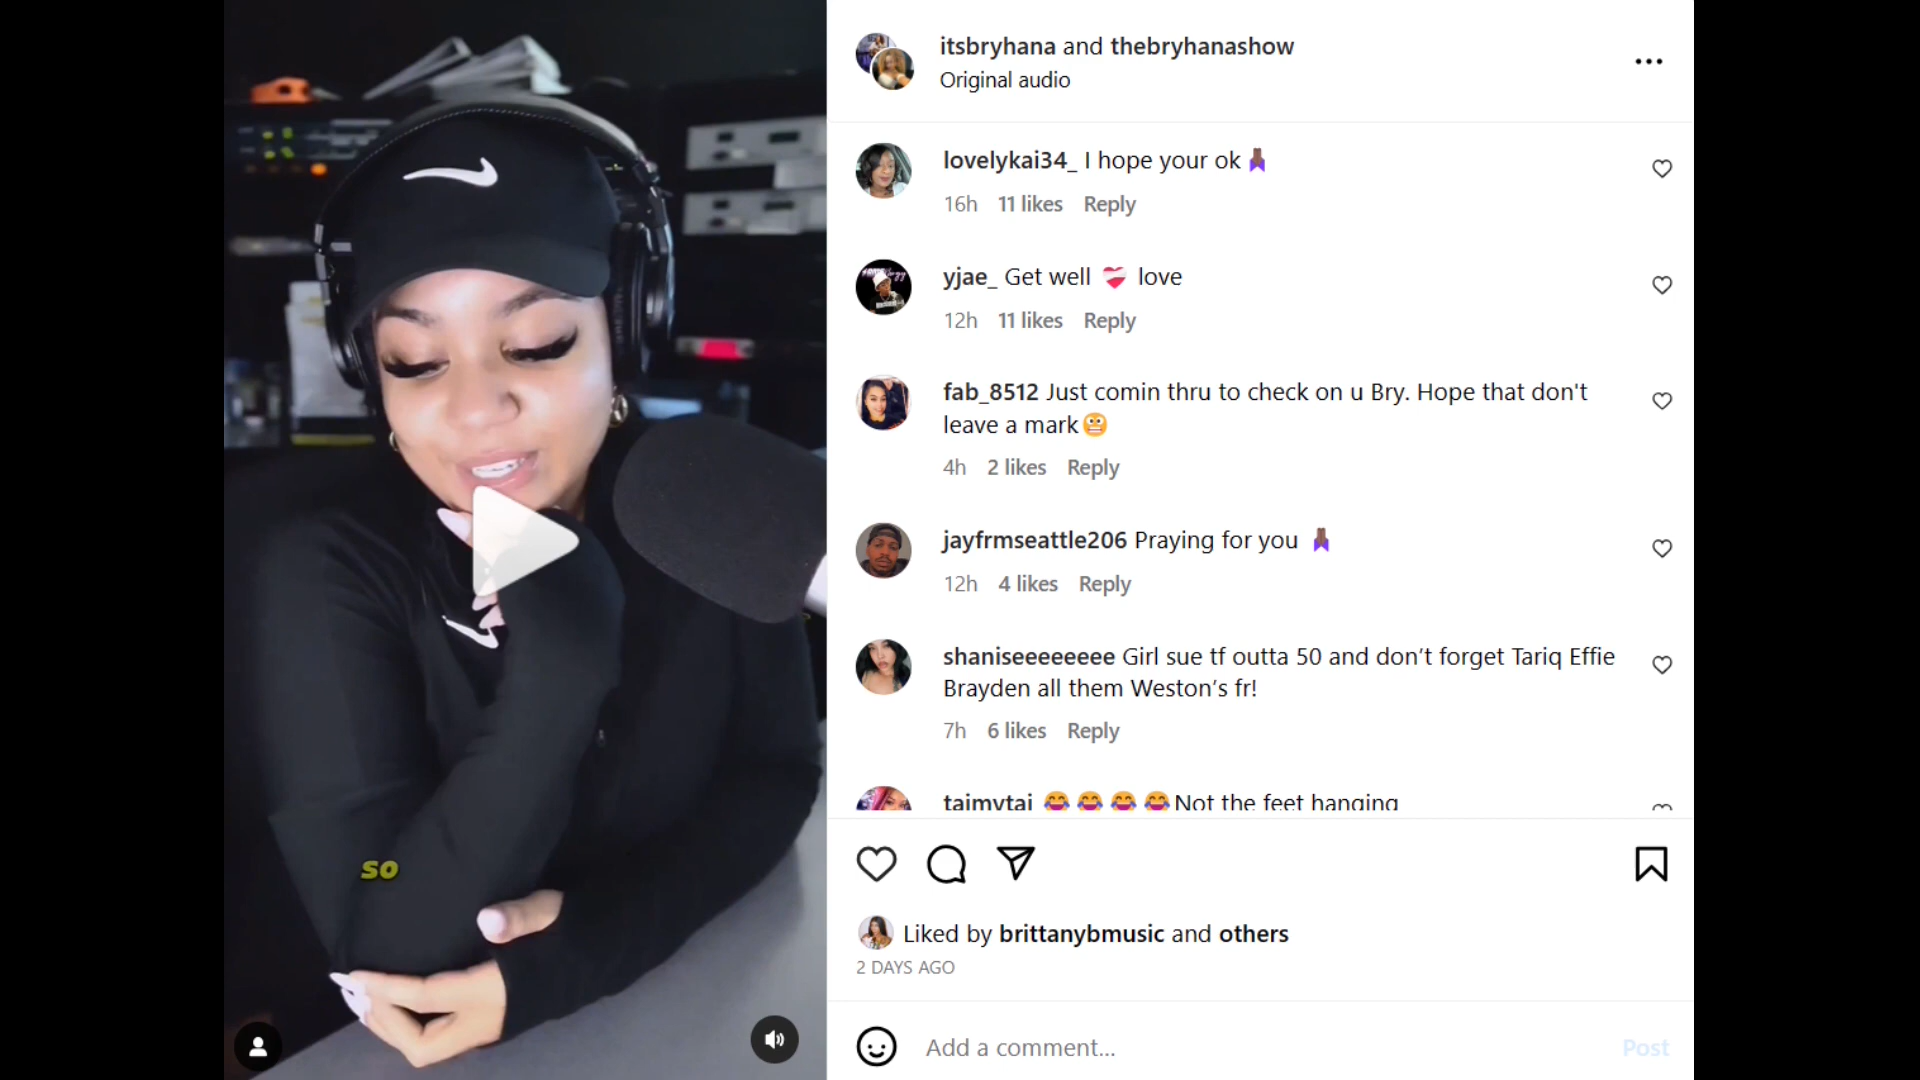 itsbryhana and thebryhanashow
Original audio
lovelykai34_ I hope your ok
16h 11 likes Reply
yjae_ Get well love
12h 11 likes Reply
fab_8512 Just comin thru to check on u Bry. Hope that don't
leave a mark
4h 2 likes Reply
jayfrmseattle206 Praying for you
12h 4 likes Reply
shaniseeeeeeee Girl sue tf outta 50 and don’t forget Tariq Effie
Brayden all them Weston’s fr!
7h 6 likes Reply
taimytai Not the feet hanging
so
Liked by brittanybmusic and others
2 DAYS AGO
Add a comment...
Post